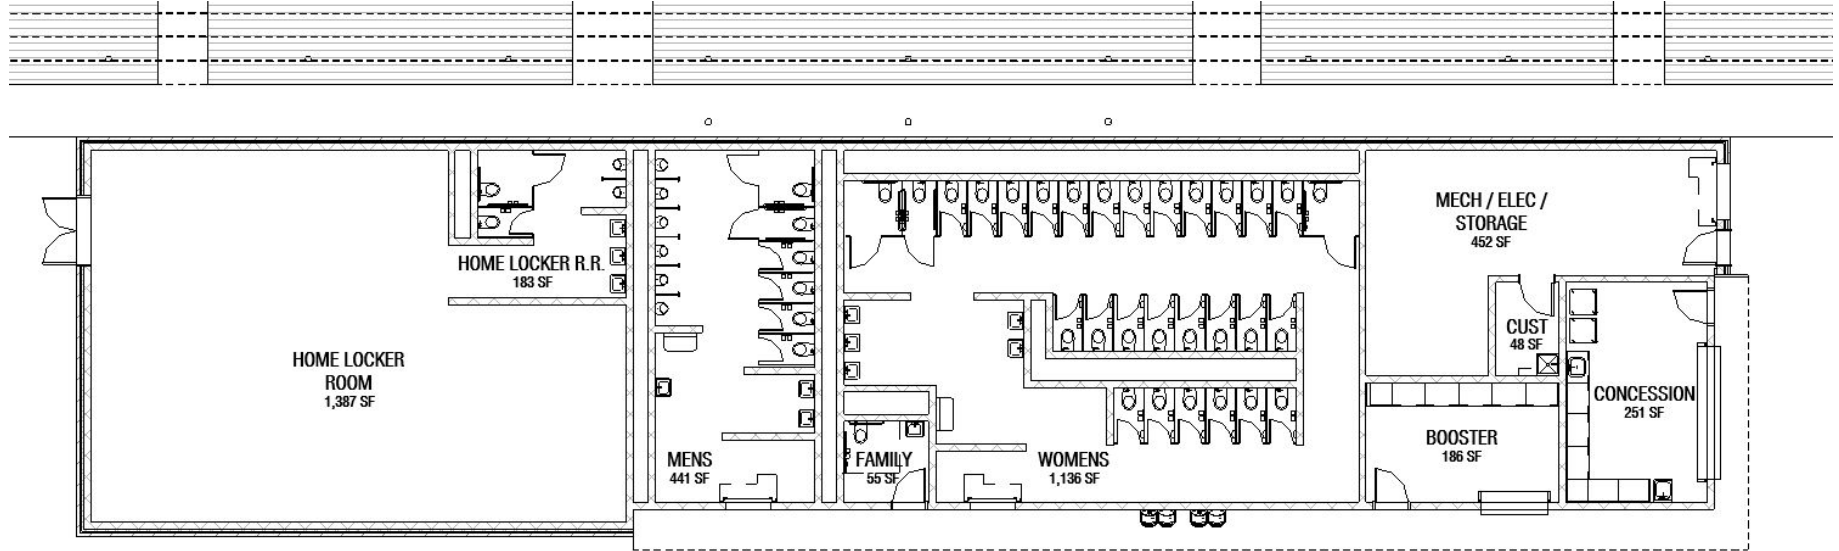 MECH / ELEC /
STORAGE
452 SF
HOME LOCKER R.R.
183 SF
CUST
48 SF
HOME LOCKER
ROOM
1,387 SF
CONCESSION
251 SF
BOOSTER
186 SF
MENS
441 SF
FAMILY
55 SF
WOMENS
1,136 SF